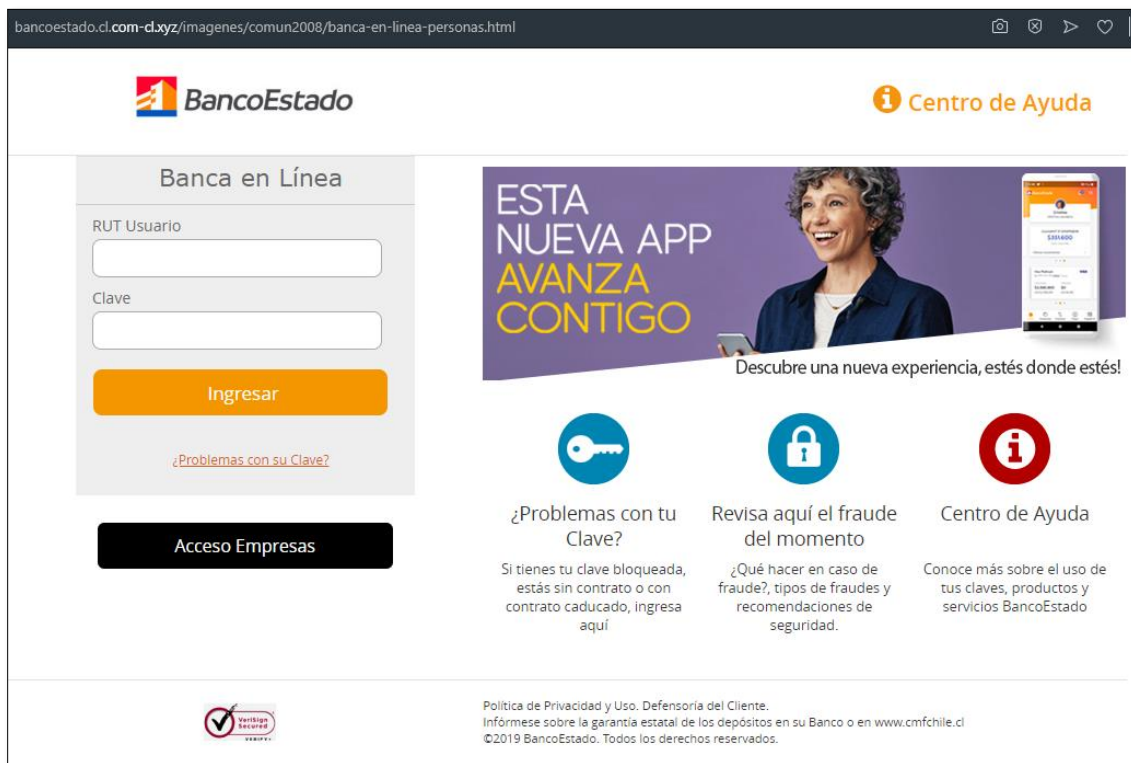 bancoestado.cl.com-cl.xyz/imagenes/comun2008/banca-en-linea-personas.html
BancoEstado
Centro de Ayuda
Banca en Línea
RUT Usuario
Clave
Ingresar
¿Problemas con su Clave?
Acceso Empresas
ESTA
NUEVA APP
AVANZA
CONTIGO
Descubre una nueva experiencia, estés donde estés!
¿Problemas con tu
Clave?
Si tienes tu clave bloqueada,
estás sin contrato o con
contrato caducado, ingresa
aquí
Revisa aquí el fraude
del momento
¿Qué hacer en caso de
fraude?, tipos de fraudes y
recomendaciones de
seguridad.
Centro de Ayuda
Conoce más sobre el uso de
tus claves, productos y
servicios BancoEstado
VeriSign
Secured
VERIFY
Política de Privacidad y Uso. Defensoría del Cliente.
Infórmese sobre la garantía estatal de los depósitos en su Banco o en www.cmfchile.cl
©2019 BancoEstado. Todos los derechos reservados.